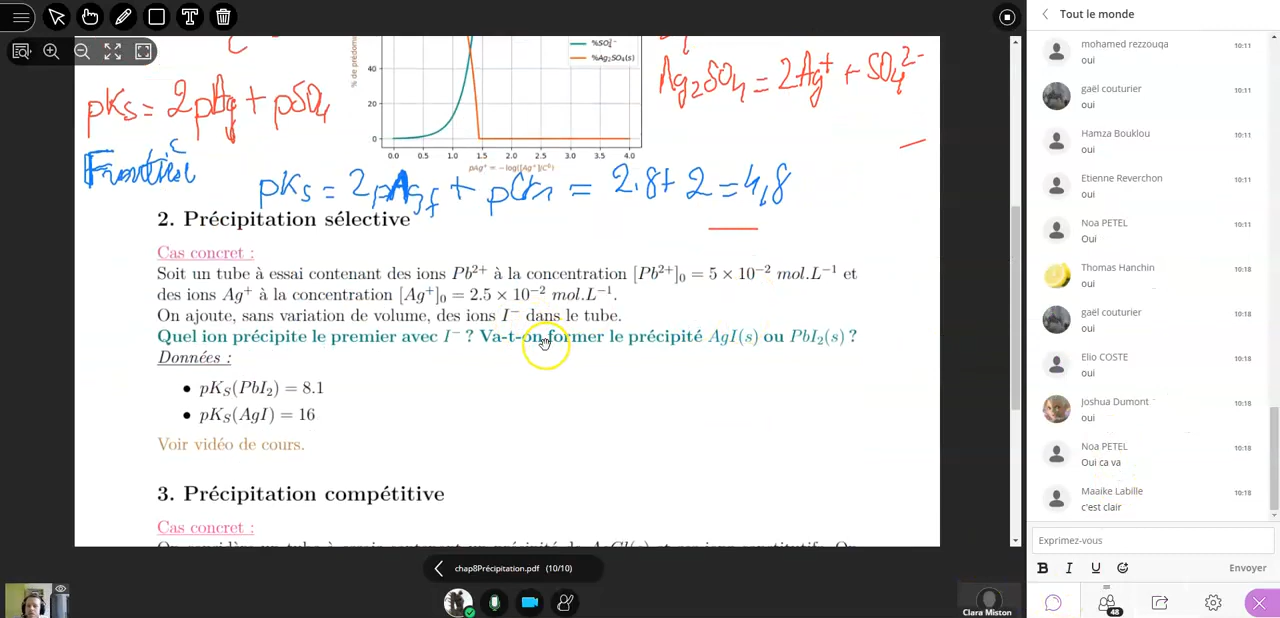 Tout le monde
%SO₄²⁻
%Ag₂SO₄(s)
% de prédom
40
20
0
0.0 0.5 1.0 1.5 2.0 2.5 3.0 3.5 4.0
pAg⁺ = −log([Ag⁺]/C⁰)
Ag₂SO₄ = 2Ag⁺ + SO₄²⁻
pKs = 2pAg + pSO₄
pKs = 2pAgf + = 2.8+ 2 = 4,8
2. Précipitation sélective
Cas concret :
Soit un tube à essai contenant des ions Pb²⁺ à la concentration [Pb²⁺]₀ = 5 × 10⁻² mol.L⁻¹ et
des ions Ag⁺ à la concentration [Ag⁺]₀ = 2.5 × 10⁻² mol.L⁻¹.
On ajoute, sans variation de volume, des ions I⁻ dans le tube.
Quel ion précipite le premier avec I⁻ ? Va-t-on former le précipité AgI(s) ou PbI₂(s) ?
Données :
• pKS(PbI₂) = 8.1
• pKS(AgI) = 16
Voir vidéo de cours.
3. Précipitation compétitive
Cas concret :
chap8Précipitation.pdf (10/10)
Clara Miston
mohamed rezzouqa 10:11
oui
gaël couturier 10:11
oui
Hamza Bouklou 10:11
oui
Etienne Reverchon 10:11
oui
Noa PETEL 10:11
Oui
Thomas Hanchin 10:18
oui
gaël couturier 10:18
oui
Elio COSTE 10:18
oui
Joshua Dumont 10:18
oui
Noa PETEL 10:18
Oui ca va
Maaike Labille 10:18
c'est clair
Exprimez-vous
B I U Envoyer
48